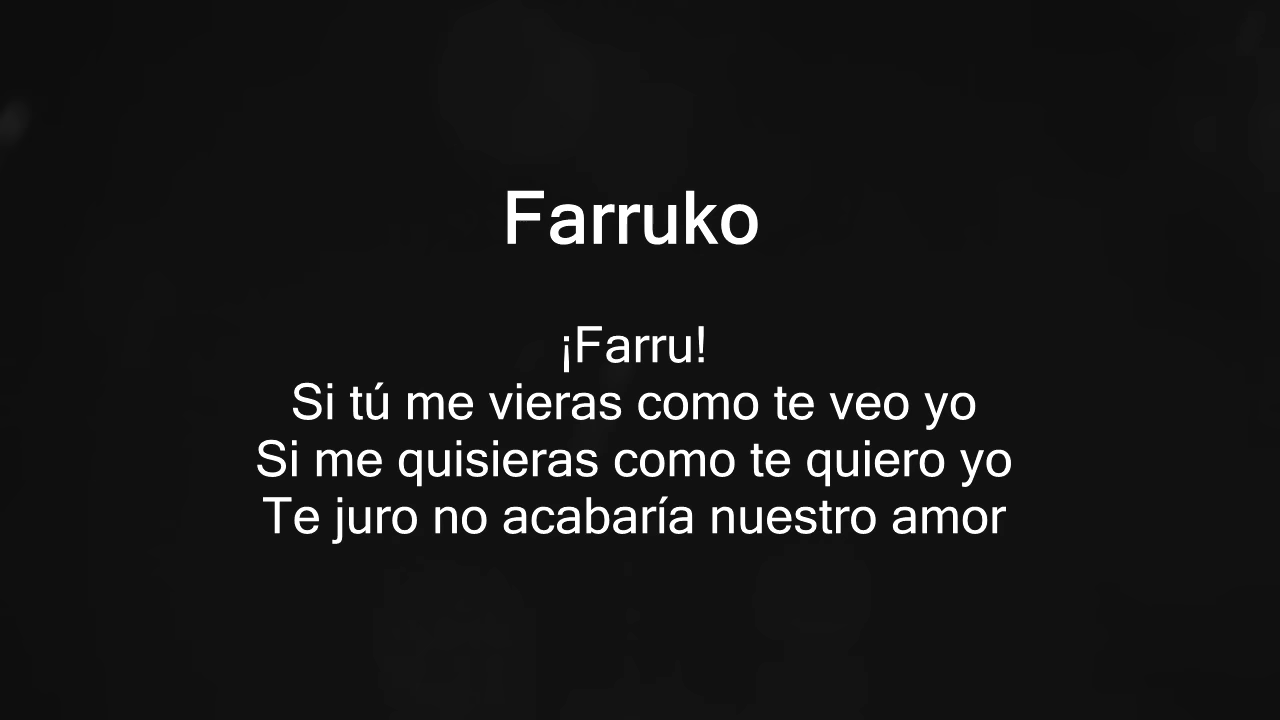 Farruko
¡Farru!
Si tú me vieras como te veo yo
Si me quisieras como te quiero yo
Te juro no acabaría nuestro amor